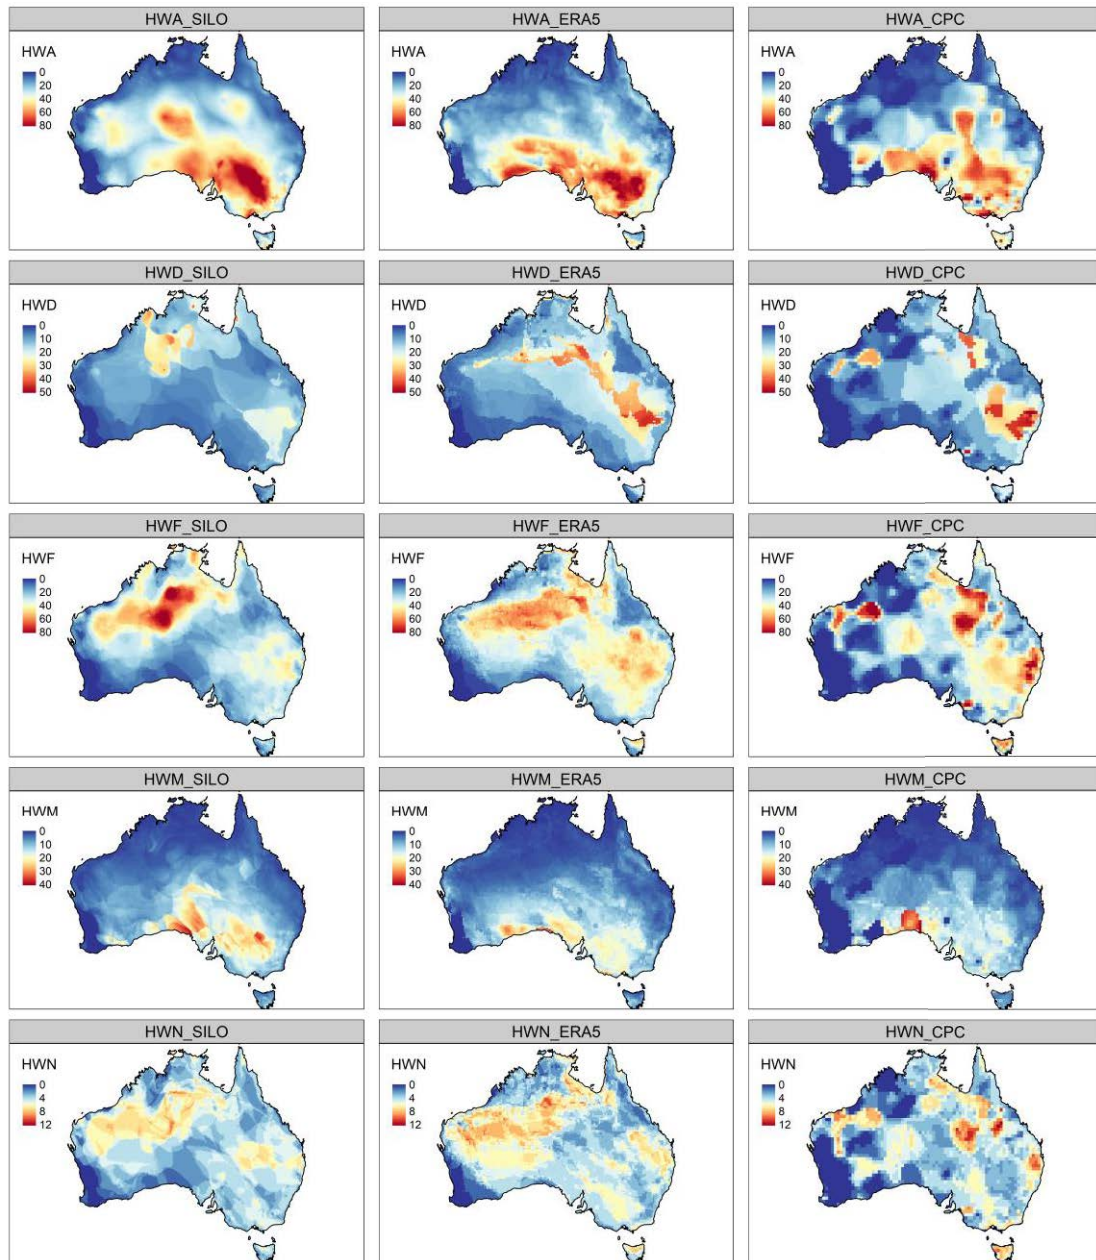 HWA_SILO
HWA
0
20
40
60
80
HWA_ERA5
HWA
0
20
40
60
80
HWA_CPC
HWA
0
20
40
60
80
HWD_SILO
HWD
0
10
20
30
40
50
HWD_ERA5
HWD
0
10
20
30
40
50
HWD_CPC
HWD
0
10
20
30
40
50
HWF_SILO
HWF
0
20
40
60
80
HWF_ERA5
HWF
0
20
40
60
80
HWF_CPC
HWF
0
20
40
60
80
HWM_SILO
HWM
0
10
20
30
40
HWM_ERA5
HWM
0
10
20
30
40
HWM_CPC
HWM
0
10
20
30
40
HWN_SILO
HWN
0
4
8
12
HWN_ERA5
HWN
0
4
8
12
HWN_CPC
HWN
0
4
8
12